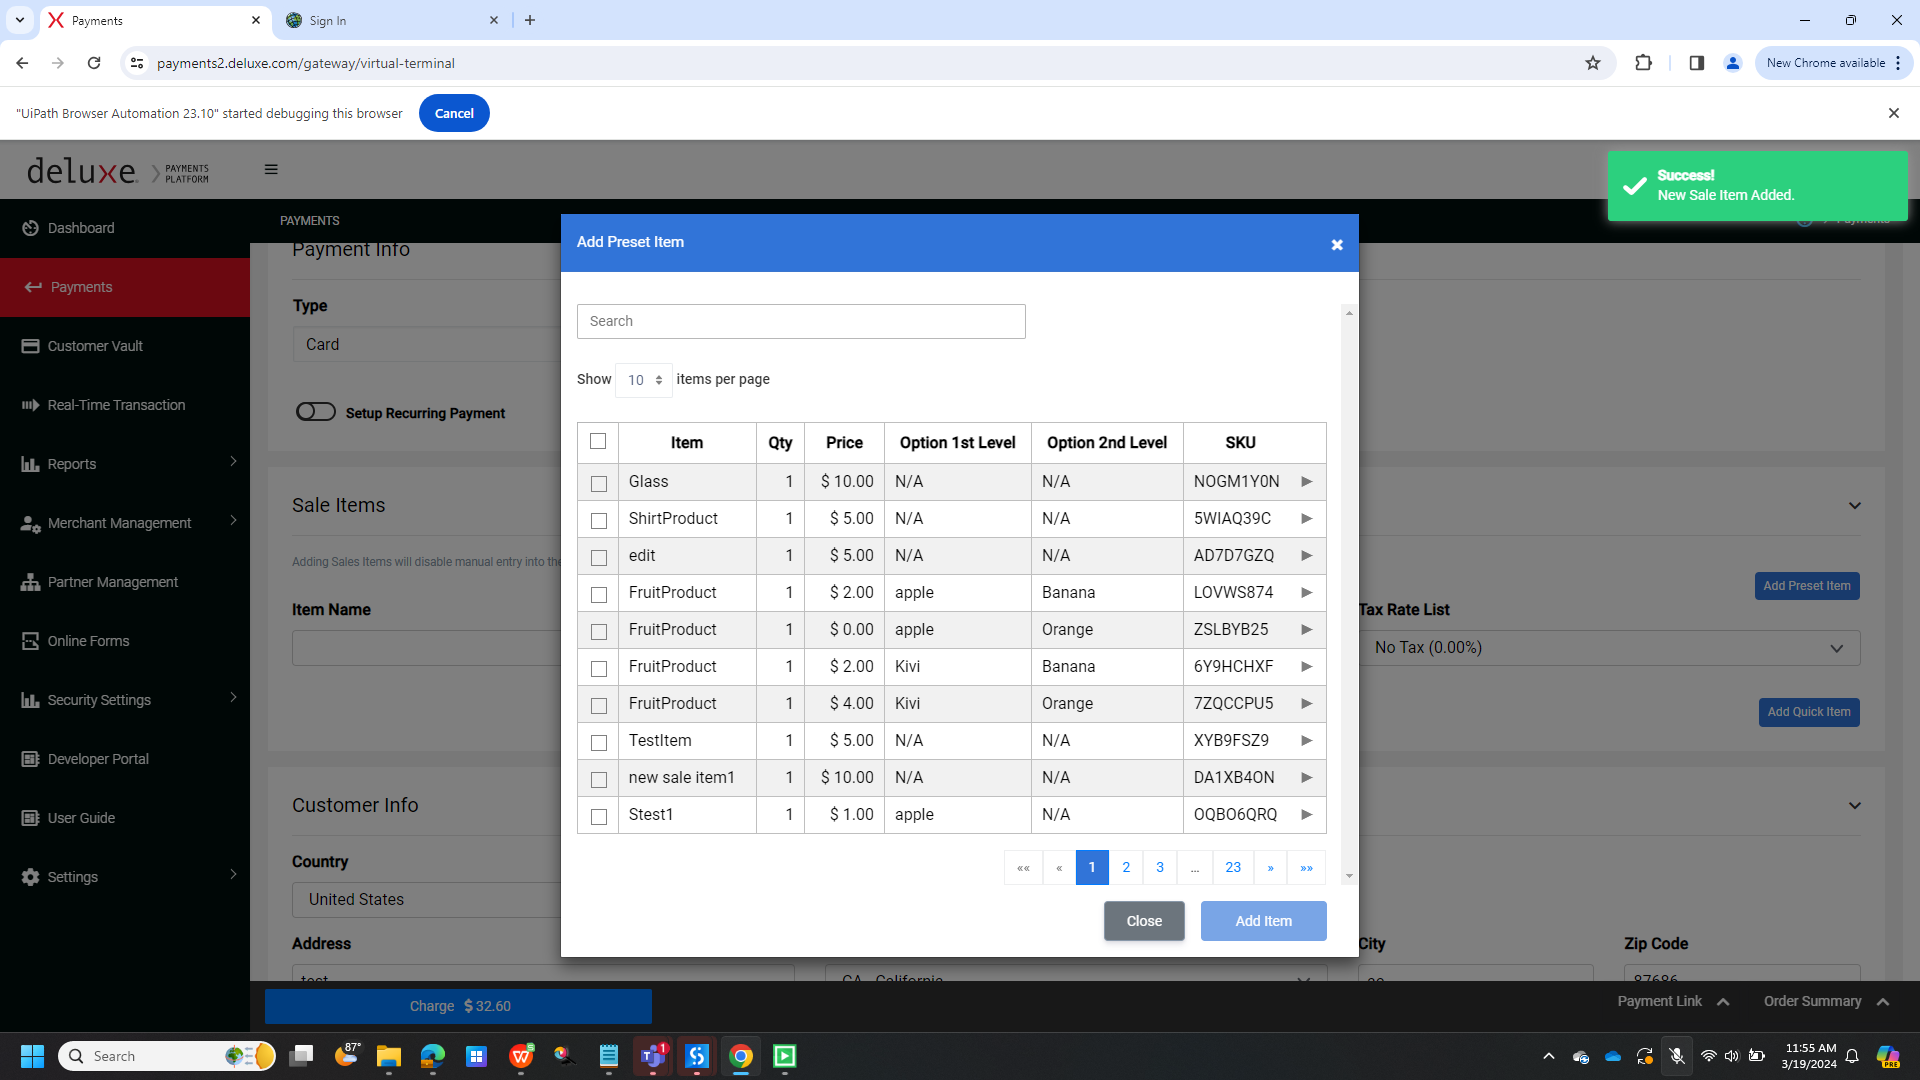 Payments
Sign In
payments2.deluxe.com/gateway/virtual-terminal
New Chrome available
"UiPath Browser Automation 23.10" started debugging this browser
Cancel
deluxe.
PAYMENTS
PLATFORM
Success!
New Sale Item Added.
PAYMENTS
Payments
Dashboard
Payments
Customer Vault
Real-Time Transaction
Reports
Merchant Management
Partner Management
Online Forms
Security Settings
Developer Portal
User Guide
Settings
Payment Info
Type
Card
Setup Recurring Payment
Sale Items
Adding Sales Items will disable manual entry into the
Add Preset Item
Item Name
Tax Rate List
No Tax (0.00%)
Add Quick Item
Customer Info
Country
United States
Address
City
Zip Code
test
CA - California
87686
Add Preset Item
Search
Show 10 items per page
Item Qty Price Option 1st Level Option 2nd Level SKU
Glass 1 $ 10.00 N/A N/A NOGM1Y0N
ShirtProduct 1 $ 5.00 N/A N/A 5WIAQ39C
edit 1 $ 5.00 N/A N/A AD7D7GZQ
FruitProduct 1 $ 2.00 apple Banana LOVWS874
FruitProduct 1 $ 0.00 apple Orange ZSLBYB25
FruitProduct 1 $ 2.00 Kivi Banana 6Y9HCHXF
FruitProduct 1 $ 4.00 Kivi Orange 7ZQCCPU5
TestItem 1 $ 5.00 N/A N/A XYB9FSZ9
new sale item1 1 $ 10.00 N/A N/A DA1XB4ON
Stest1 1 $ 1.00 apple N/A OQBO6QRQ
«« « 1 2 3 ... 23 » »»
Close
Add Item
Charge $ 32.60
Payment Link
Order Summary
Search
87°
1
11:55 AM
3/19/2024
PRE